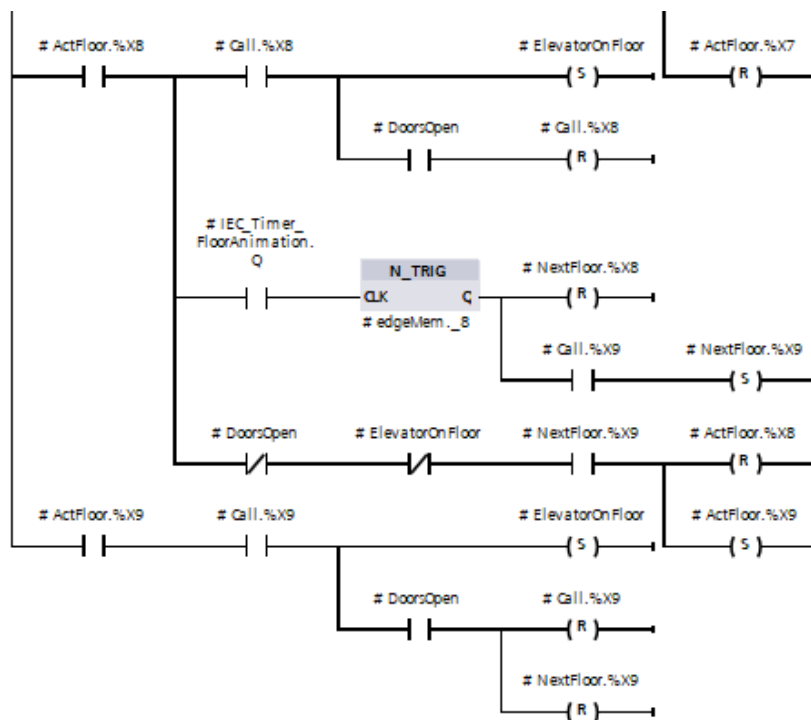 # ActFloor.%X8 # Call.%X8 # ElevatorOnFloor # ActFloor.%X7
S R
# DoorsOpen # Call.%X8
R
# IEC_Timer_
FloorAnimation.
Q
N_TRIG # NextFloor.%X8
CLK Q R
# edgeMem._8
# Call.%X9 # NextFloor.%X9
S
# DoorsOpen # ElevatorOnFloor # NextFloor.%X9 # ActFloor.%X8
R
# ActFloor.%X9 # Call.%X9 # ElevatorOnFloor # ActFloor.%X9
S S
# DoorsOpen # Call.%X9
R
# NextFloor.%X9
R